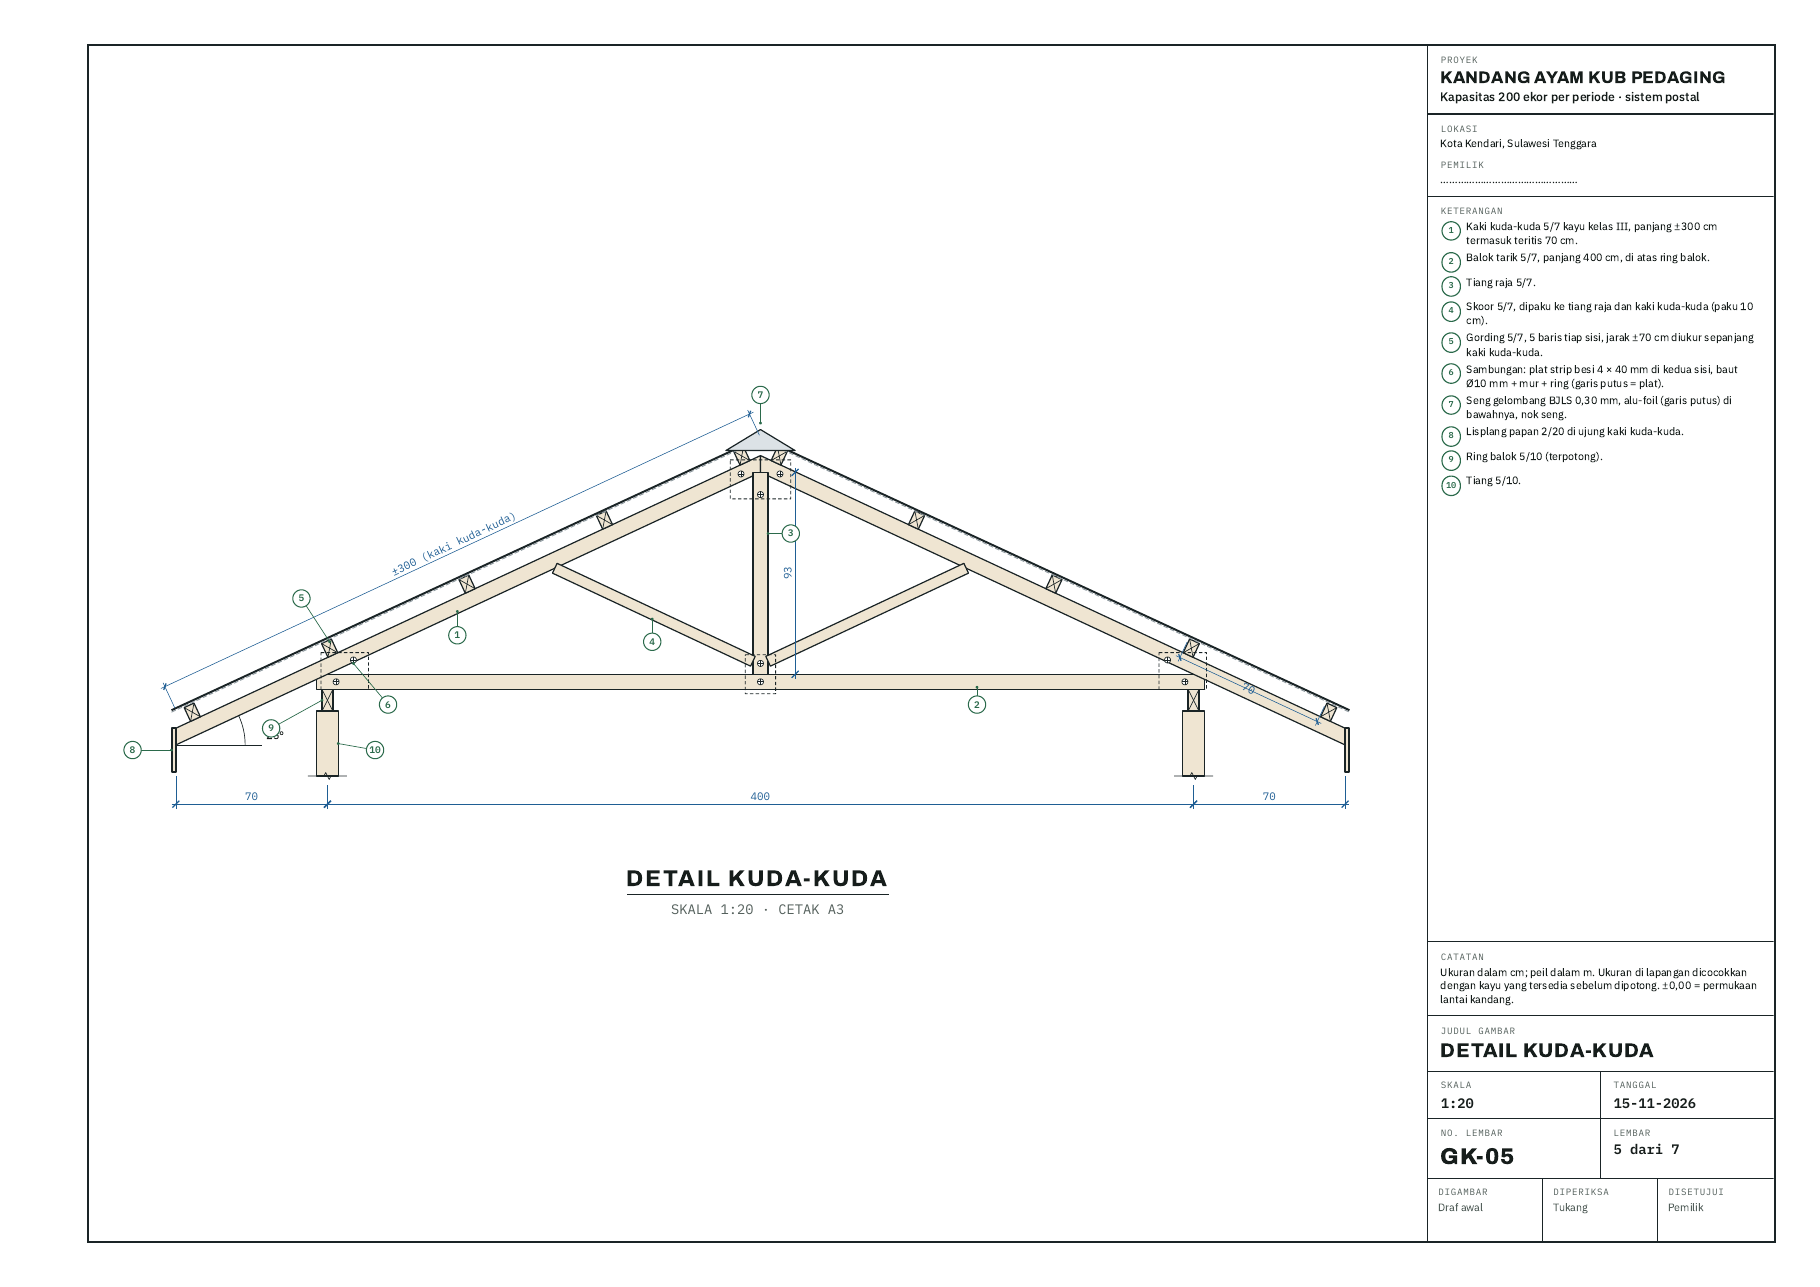 7
±300 (kaki kuda-kuda)
3
93
5
1
4
6
2
70
9
8
10
70
400
70
DETAIL KUDA-KUDA
SKALA 1:20 · CETAK A3
PROYEK
KANDANG AYAM KUB PEDAGING
Kapasitas 200 ekor per periode · sistem postal
LOKASI
Kota Kendari, Sulawesi Tenggara
PEMILIK
KETERANGAN
1 Kaki kuda-kuda 5/7 kayu kelas III, panjang ±300 cm
termasuk teritis 70 cm.
2 Balok tarik 5/7, panjang 400 cm, di atas ring balok.
3 Tiang raja 5/7.
4 Skoor 5/7, dipaku ke tiang raja dan kaki kuda-kuda (paku 10
cm).
5 Gording 5/7, 5 baris tiap sisi, jarak ±70 cm diukur sepanjang
kaki kuda-kuda.
6 Sambungan: plat strip besi 4 × 40 mm di kedua sisi, baut
Ø10 mm + mur + ring (garis putus = plat).
7 Seng gelombang BJLS 0,30 mm, alu-foil (garis putus) di
bawahnya, nok seng.
8 Lisplang papan 2/20 di ujung kaki kuda-kuda.
9 Ring balok 5/10 (terpotong).
10 Tiang 5/10.
CATATAN
Ukuran dalam cm; peil dalam m. Ukuran di lapangan dicocokkan
dengan kayu yang tersedia sebelum dipotong. ±0,00 = permukaan
lantai kandang.
JUDUL GAMBAR
DETAIL KUDA-KUDA
SKALA
1:20
TANGGAL
15-11-2026
NO. LEMBAR
GK-05
LEMBAR
5 dari 7
DIGAMBAR
Draf awal
DIPERIKSA
Tukang
DISETUJUI
Pemilik